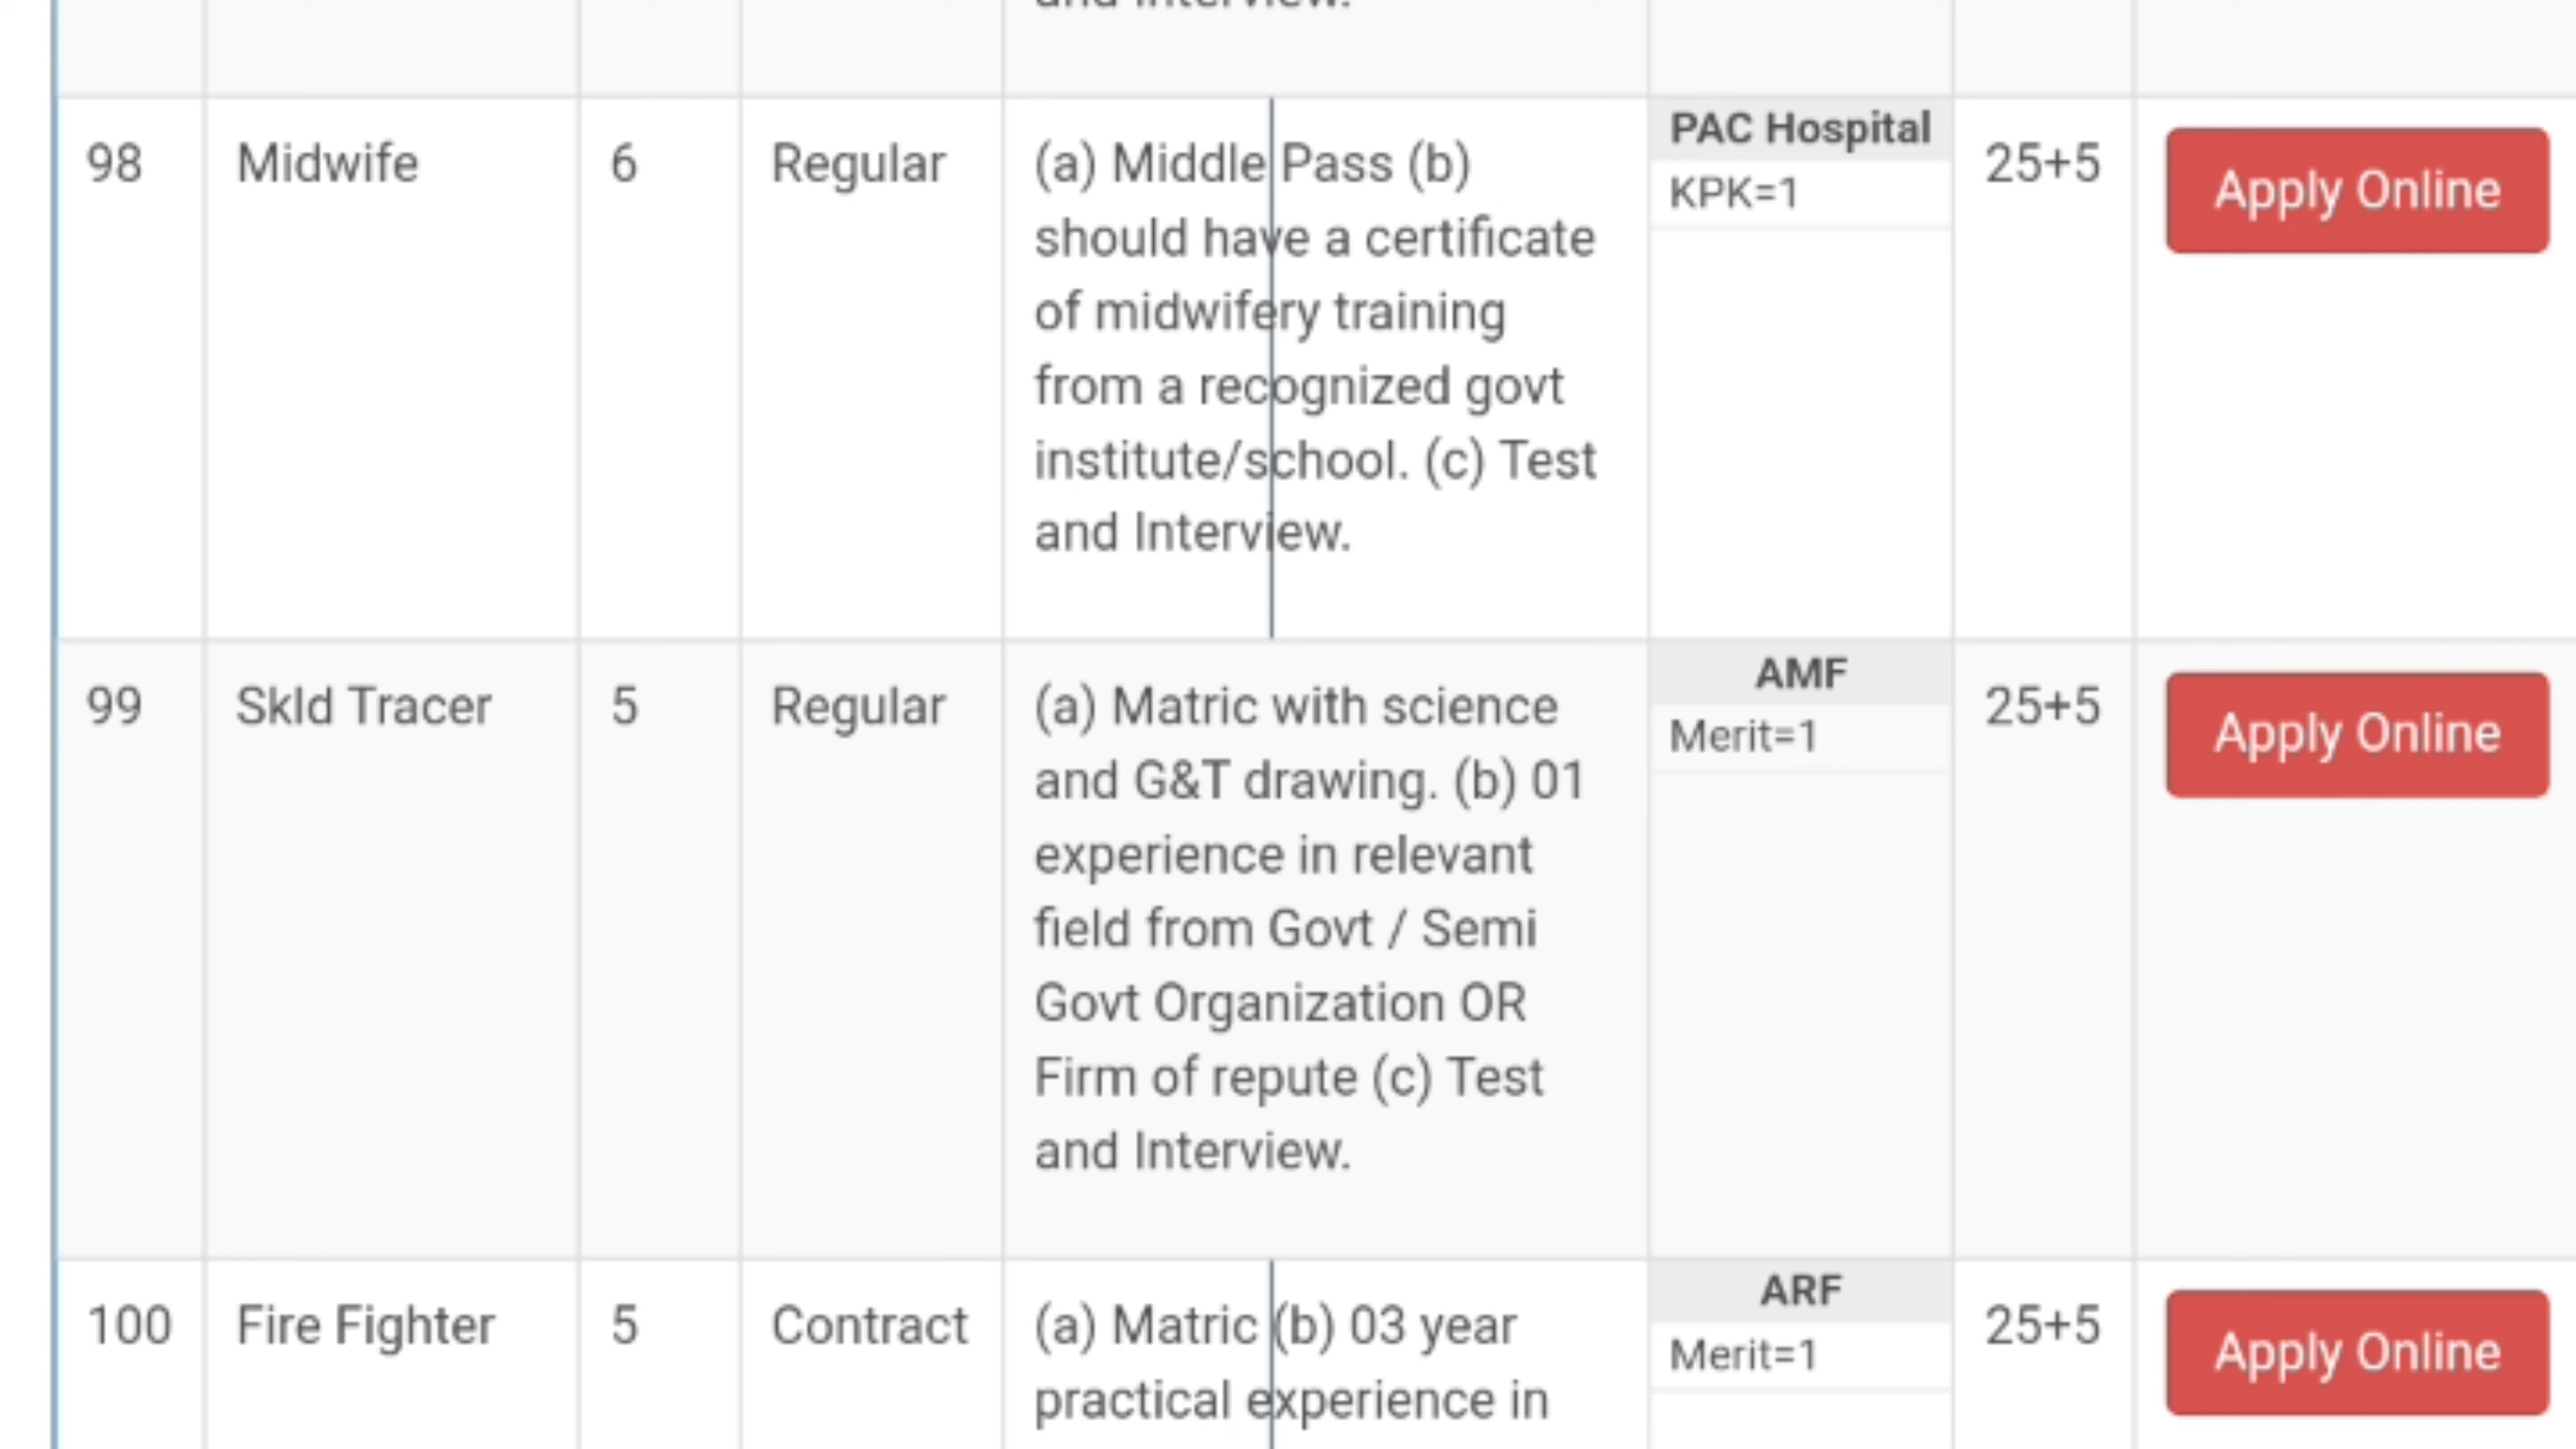 and Interview.
98 Midwife 6 Regular (a) Middle Pass (b) PAC Hospital 25+5 Apply Online
KPK=1
should have a certificate
of midwifery training
from a recognized govt
institute/school. (c) Test
and Interview.
99 Skld Tracer 5 Regular (a) Matric with science AMF 25+5 Apply Online
Merit=1
and G&T drawing. (b) 01
experience in relevant
field from Govt / Semi
Govt Organization OR
Firm of repute (c) Test
and Interview.
100 Fire Fighter 5 Contract (a) Matric (b) 03 year ARF 25+5 Apply Online
Merit=1
practical experience in